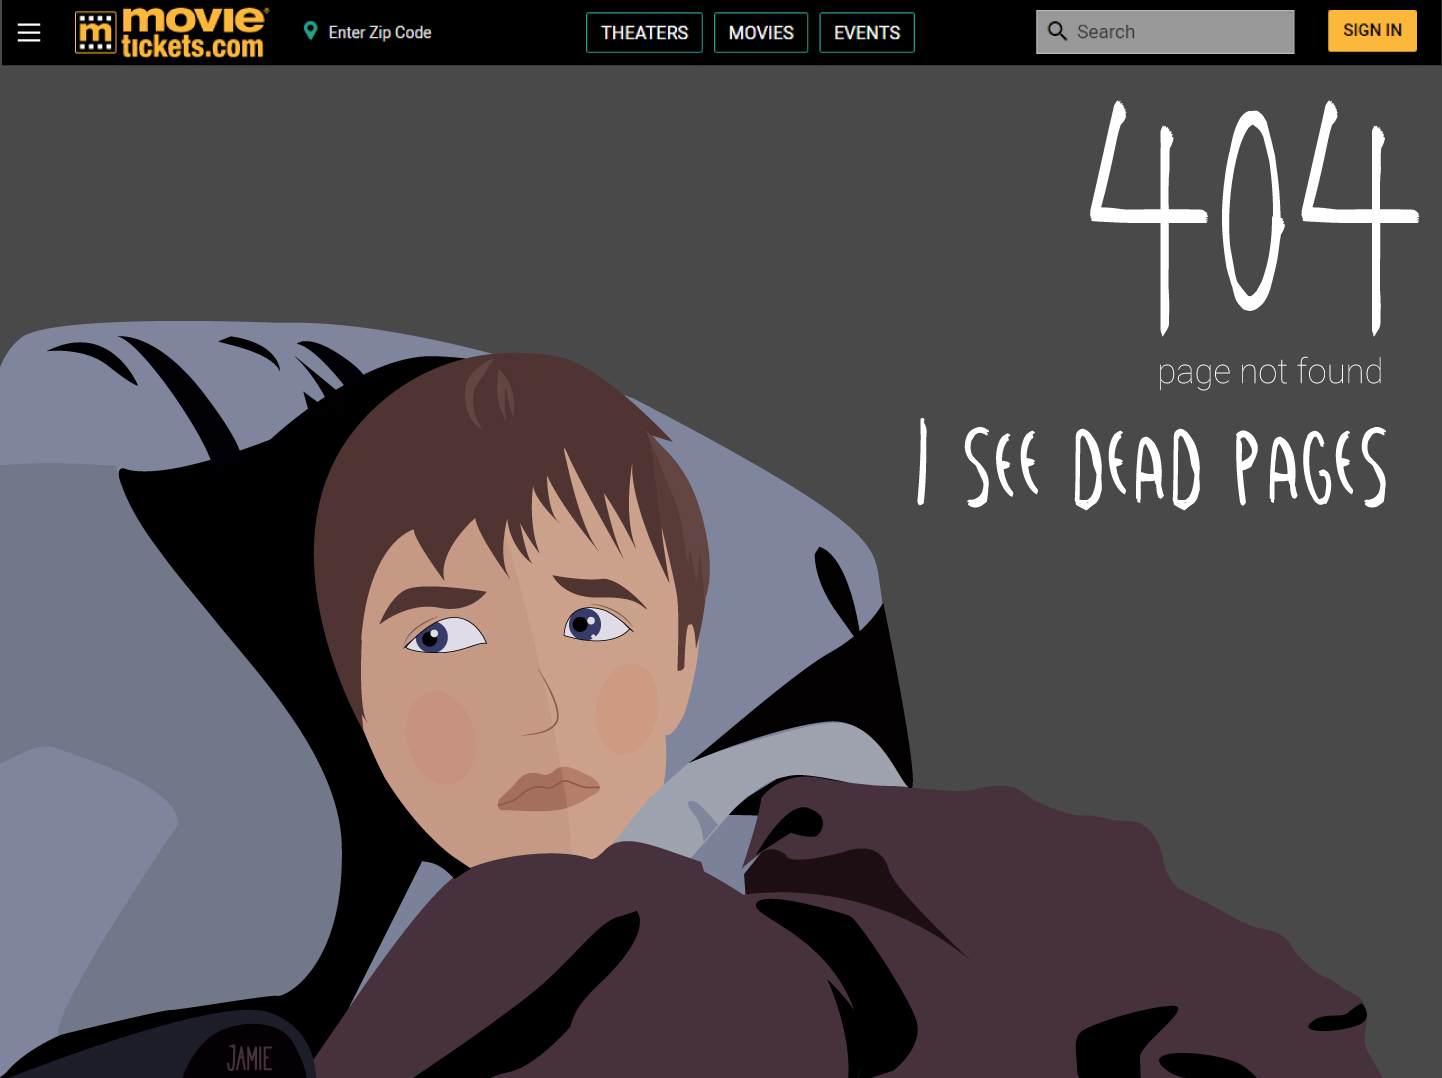 movie
tickets.com
m
Enter Zip Code
THEATERS
MOVIES
EVENTS
Search
SIGN IN
404
page not found
I SEE DEAD PAGES
JAMIE